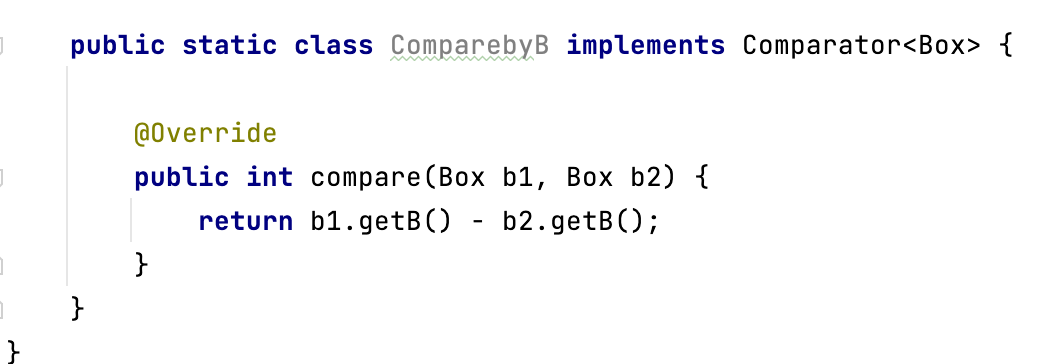 public static class ComparebyB implements Comparator<Box> {
@Override
public int compare(Box b1, Box b2) {
return b1.getB() - b2.getB();
}
}
}